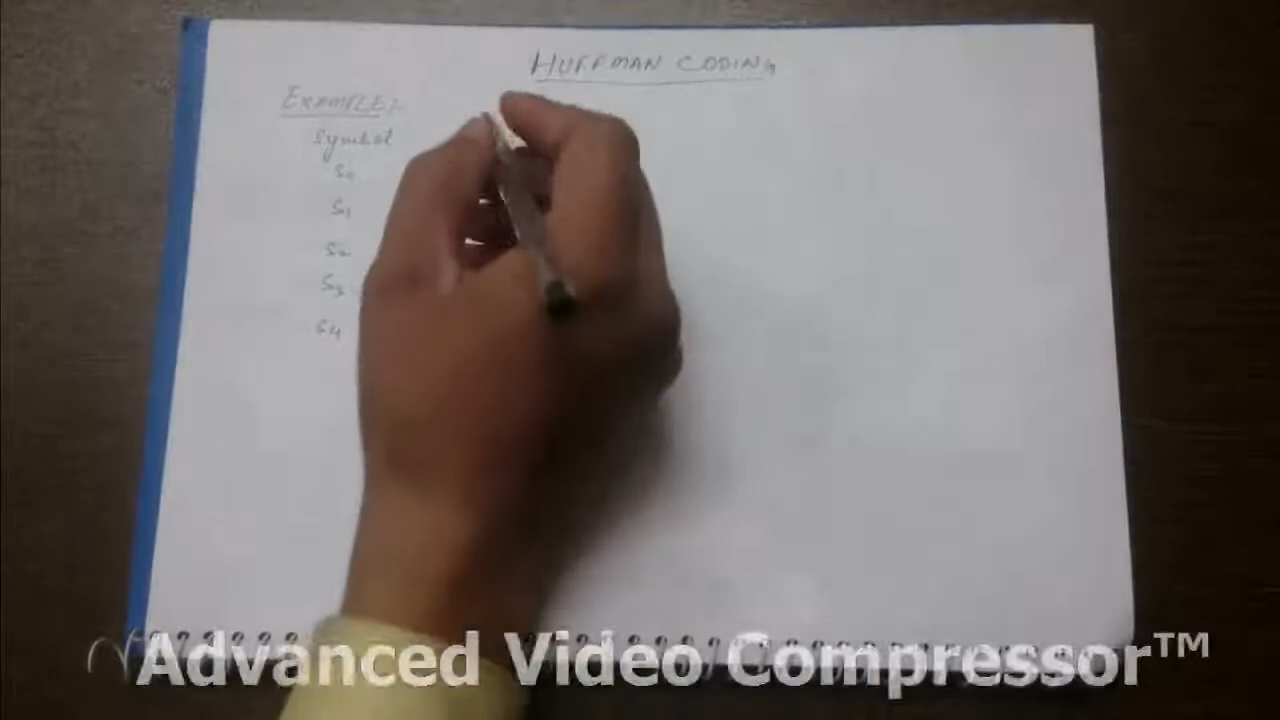 HUFFMAN CODING
EXAMPLE:-
Symbol
S0
S1
S2
S3
S4
Advanced Video Compressor™